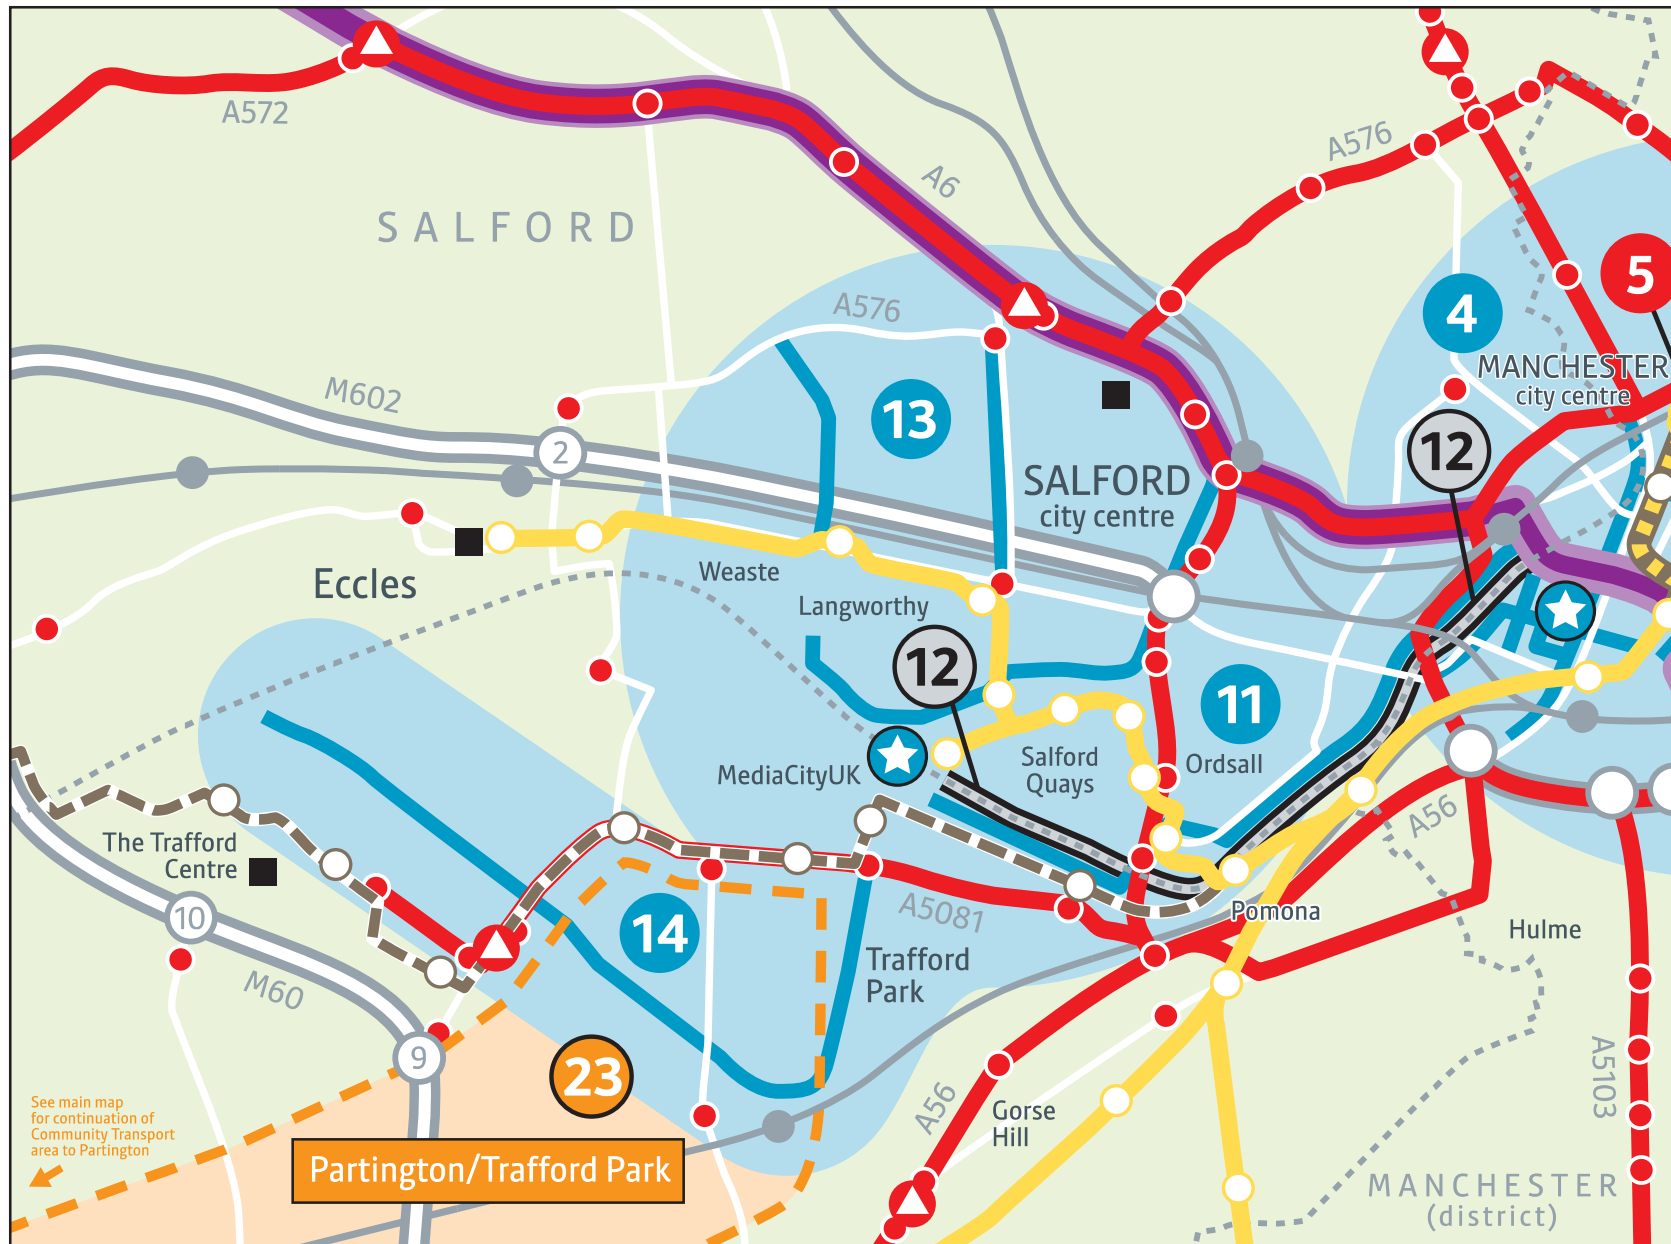 A572
SALFORD
A6
A576
A576
5
4
MANCHESTER
city centre
M602
2
13
12
SALFORD
city centre
Eccles
Weaste
Langworthy
12
11
MediaCityUK
Salford
Quays
Ordsall
The Trafford
Centre
A56
10
14
A5081
Pomona
Hulme
Trafford
Park
M60
9
23
A5103
See main map
for continuation of
Community Transport
area to Partington
A56
Gorse
Hill
Partington/Trafford Park
MANCHESTER
(district)